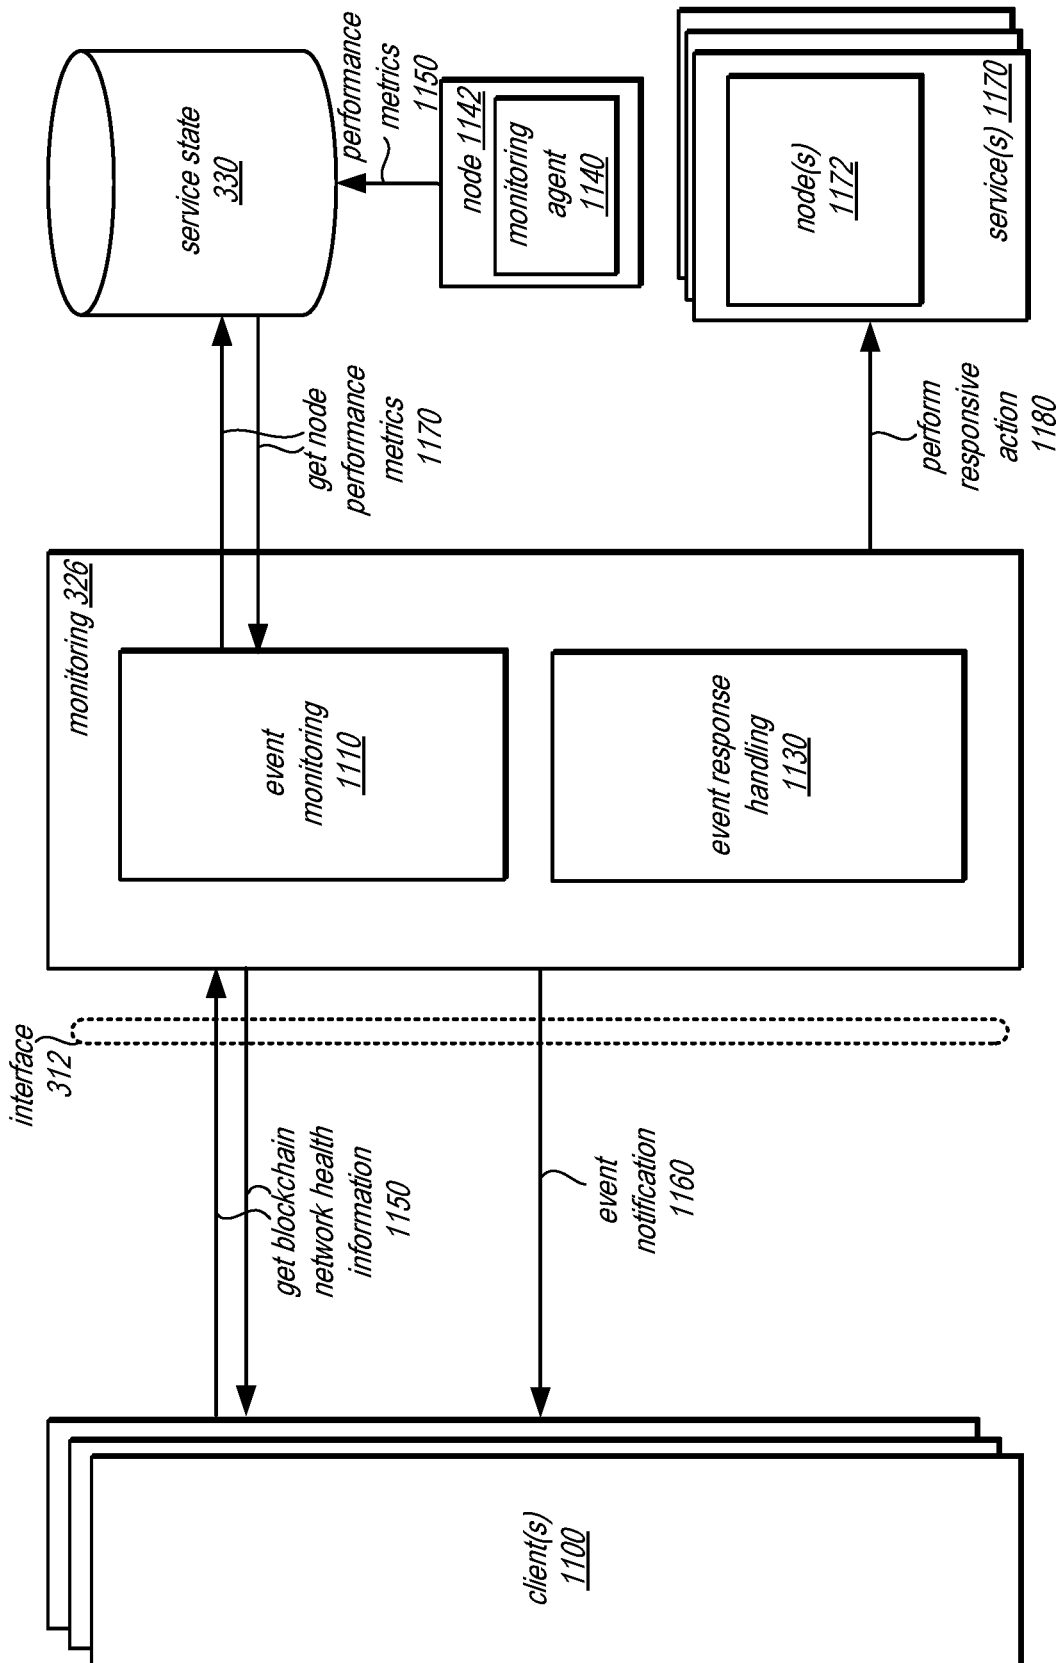 client(s)
1100
interface
312
get blockchain
network health
information
1150
event
notification
1160
monitoring 326
event
monitoring
1110
event response
handling
1130
get node
performance
metrics
1170
perform
responsive
action
1180
service state
330
performance
metrics
1150
node 1142
monitoring
agent
1140
node(s)
1172
service(s) 1170